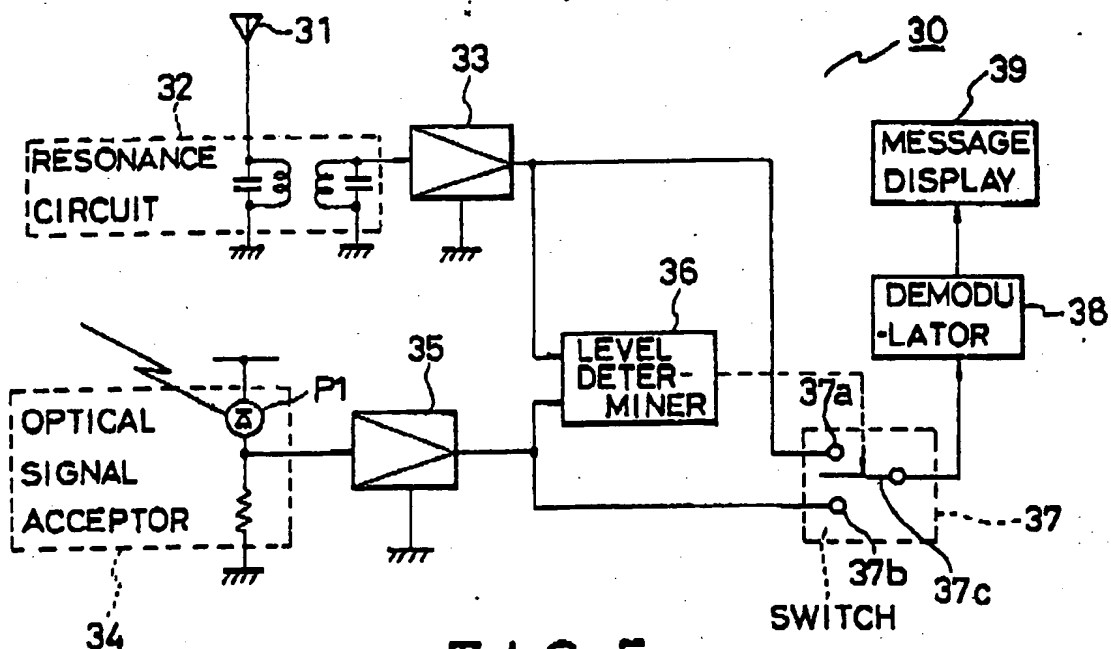 31
30
33
39
32
RESONANCE
CIRCUIT
MESSAGE
DISPLAY
36
DEMODU
-LATOR
38
35
LEVEL
DETER-
MINER
P1
37a
OPTICAL
SIGNAL
ACCEPTOR
37
37b
37c
SWITCH
34